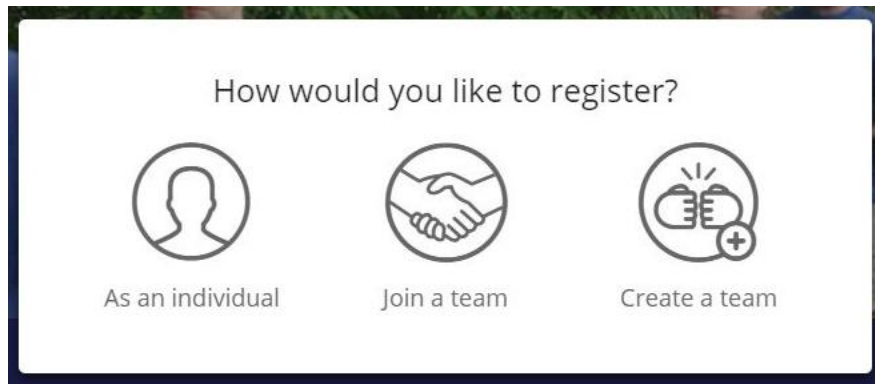 How would you like to register?
As an individual
Join a team
Create a team